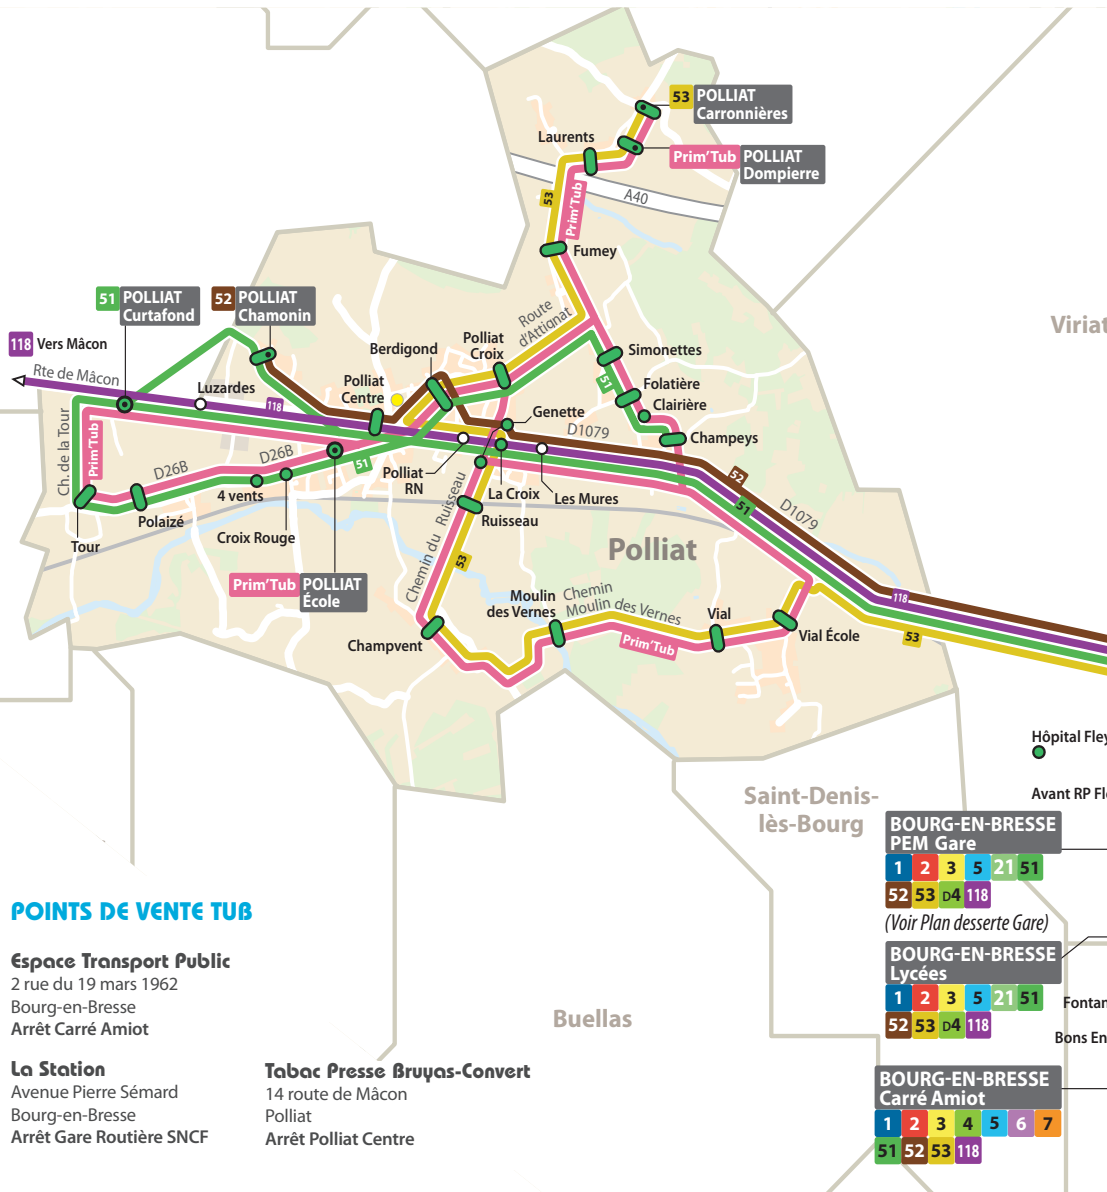 53 POLLIAT
Carronnières
Laurents
Prim'Tub POLLIAT
Dompierre
A40
53
Prim'Tub
Fumey
51 POLLIAT
Curtafond
52 POLLIAT
Chamonin
Route
d'Attignat
Viriat
118 Vers Mâcon
Polliat
Croix
Berdigond
Simonettes
Rte de Mâcon
Luzardes
Polliat
Centre
51
Folatière
118
Clairière
Genette
D1079
Champeys
Ch. de la Tour
Prim'Tub
D26B
D26B
51
Polliat
RN
52
4 vents
La Croix
Les Mures
51
D1079
Polaizé
Ruisseau
Croix Rouge
Tour
Chemin du Ruisseau
53
Polliat
Prim'Tub POLLIAT
École
Moulin
des Vernes
Chemin
Moulin des Vernes
118
Vial
Vial École
53
Champvent
Prim'Tub
Hôpital Fley
Avant RP Fl
Saint-Denis-
lès-Bourg
BOURG-EN-BRESSE
PEM Gare
1 2 3 5 21 51
52 53 D4 118
(Voir Plan desserte Gare)
BOURG-EN-BRESSE
Lycées
1 2 3 5 21 51
52 53 D4 118
Fontan
Bons En
BOURG-EN-BRESSE
Carré Amiot
1 2 3 4 5 6 7
51 52 53 118
Buellas
POINTS DE VENTE TUB
Espace Transport Public
2 rue du 19 mars 1962
Bourg-en-Bresse
Arrêt Carré Amiot
La Station
Avenue Pierre Sémard
Bourg-en-Bresse
Arrêt Gare Routière SNCF
Tabac Presse Bruyas-Convert
14 route de Mâcon
Polliat
Arrêt Polliat Centre